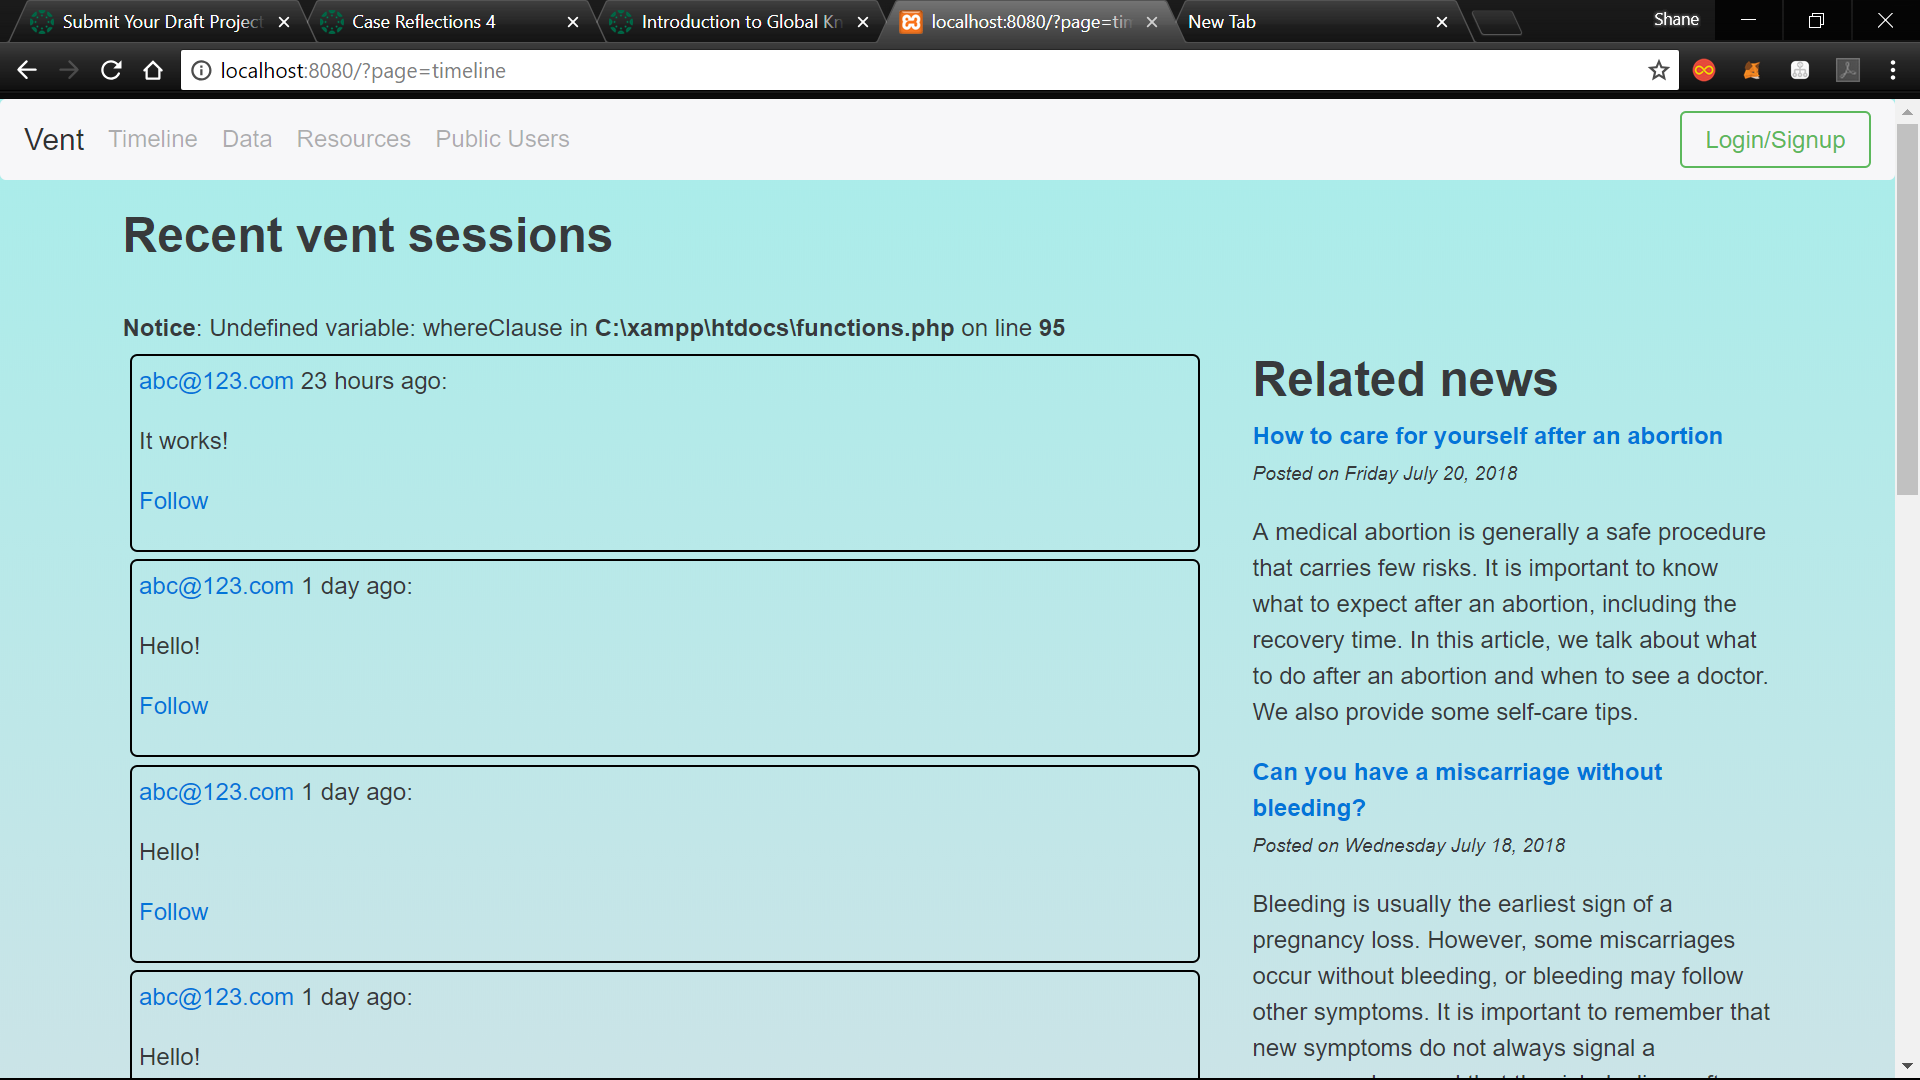 Submit Your Draft Project
Case Reflections 4
Introduction to Global Kn
localhost:8080/?page=tim
New Tab
Shane
localhost:8080/?page=timeline
Vent Timeline Data Resources Public Users
Login/Signup
Recent vent sessions
Notice: Undefined variable: whereClause in C:\xampp\htdocs\functions.php on line 95
abc@123.com 23 hours ago:
It works!
Follow
abc@123.com 1 day ago:
Hello!
Follow
abc@123.com 1 day ago:
Hello!
Follow
abc@123.com 1 day ago:
Hello!
Related news
How to care for yourself after an abortion
Posted on Friday July 20, 2018
A medical abortion is generally a safe procedure
that carries few risks. It is important to know
what to expect after an abortion, including the
recovery time. In this article, we talk about what
to do after an abortion and when to see a doctor.
We also provide some self-care tips.
Can you have a miscarriage without
bleeding?
Posted on Wednesday July 18, 2018
Bleeding is usually the earliest sign of a
pregnancy loss. However, some miscarriages
occur without bleeding, or bleeding may follow
other symptoms. It is important to remember that
new symptoms do not always signal a